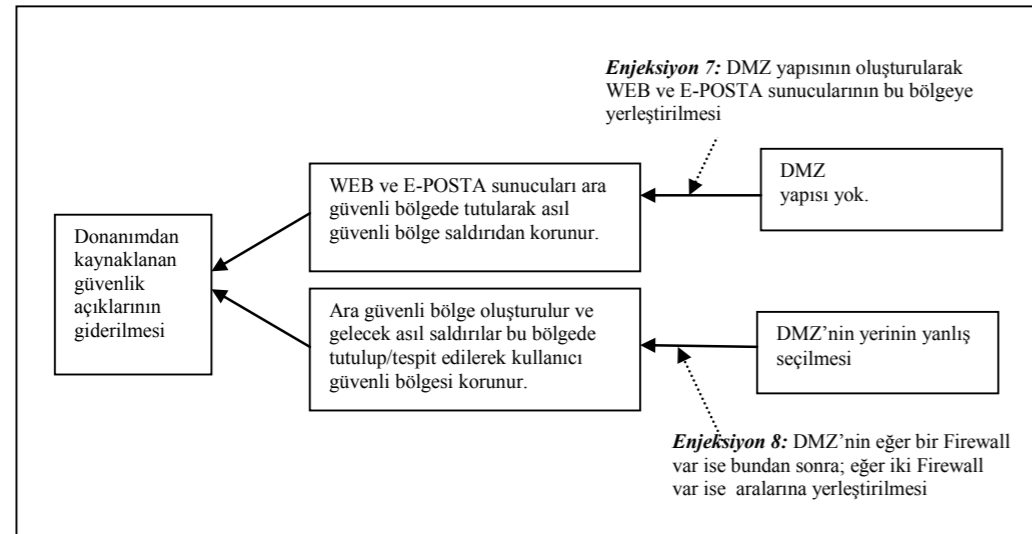 Enjeksiyon 7: DMZ yapısının oluşturularak
WEB ve E-POSTA sunucularının bu bölgeye
yerleştirilmesi
WEB ve E-POSTA sunucuları ara
güvenli bölgede tutularak asıl
güvenli bölge saldırıdan korunur.
DMZ
yapısı yok.
Donanımdan
kaynaklanan
güvenlik
açıklarının
giderilmesi
Ara güvenli bölge oluşturulur ve
gelecek asıl saldırılar bu bölgede
tutulup/tespit edilerek kullanıcı
güvenli bölgesi korunur.
DMZ’nin yerinin yanlış
seçilmesi
Enjeksiyon 8: DMZ’nin eğer bir Firewall
var ise bundan sonra; eğer iki Firewall
var ise aralarına yerleştirilmesi